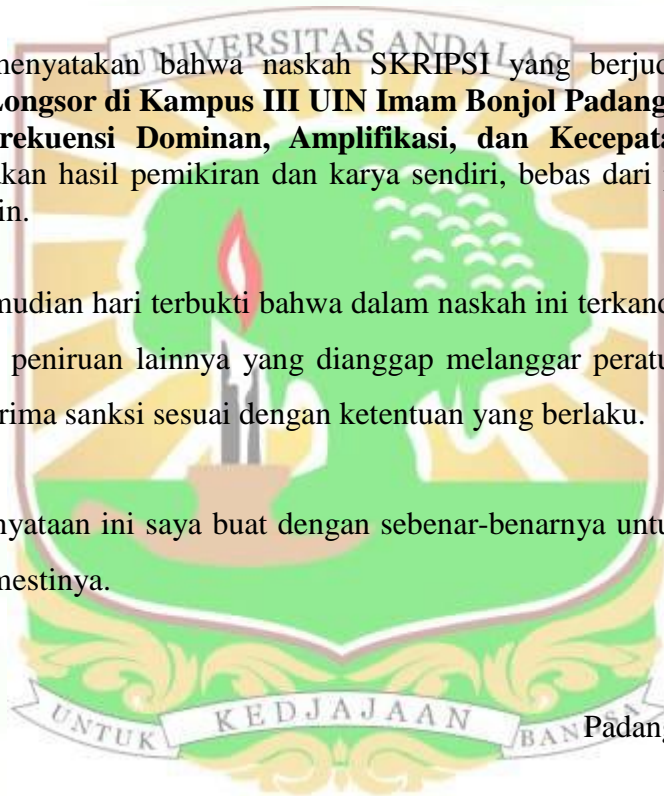 UNIVERSITAS ANDALAS
menyatakan bahwa naskah SKRIPSI yang berjud
Longsor di Kampus III UIN Imam Bonjol Padang
rekuensi Dominan, Amplifikasi, dan Kecepata
akan hasil pemikiran dan karya sendiri, bebas dari
in.
mudian hari terbukti bahwa dalam naskah ini terkand
peniruan lainnya yang dianggap melanggar peratu
rima sanksi sesuai dengan ketentuan yang berlaku.
nyataan ini saya buat dengan sebenar-benarnya untu
mestinya.
UNTUK KEDJAJAAN BANGSA
Padang